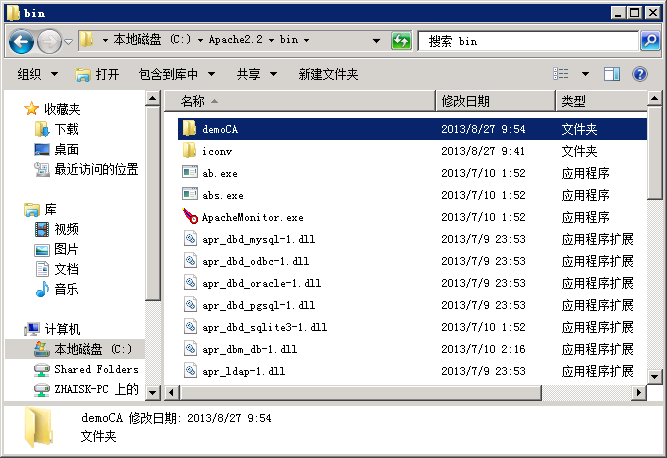 bin
本地磁盘 (C:) Apache2.2 bin
搜索 bin
组织 打开 包含到库中 共享 新建文件夹
名称 修改日期 类型
收藏夹
下载
桌面
最近访问的位置
库
视频
图片
文档
音乐
计算机
本地磁盘 (C:)
Shared Folders
ZHAISK-PC 上的
demoCA 2013/8/27 9:54 文件夹
iconv 2013/8/27 9:41 文件夹
ab.exe 2013/7/10 1:52 应用程序
abs.exe 2013/7/10 1:52 应用程序
ApacheMonitor.exe 2013/7/10 1:52 应用程序
apr_dbd_mysql-1.dll 2013/7/9 23:53 应用程序扩展
apr_dbd_odbc-1.dll 2013/7/9 23:53 应用程序扩展
apr_dbd_oracle-1.dll 2013/7/9 23:53 应用程序扩展
apr_dbd_pgsql-1.dll 2013/7/9 23:53 应用程序扩展
apr_dbd_sqlite3-1.dll 2013/7/10 1:52 应用程序扩展
apr_dbm_db-1.dll 2013/7/10 2:16 应用程序扩展
apr_ldap-1.dll 2013/7/9 23:53 应用程序扩展
demoCA 修改日期: 2013/8/27 9:54
文件夹